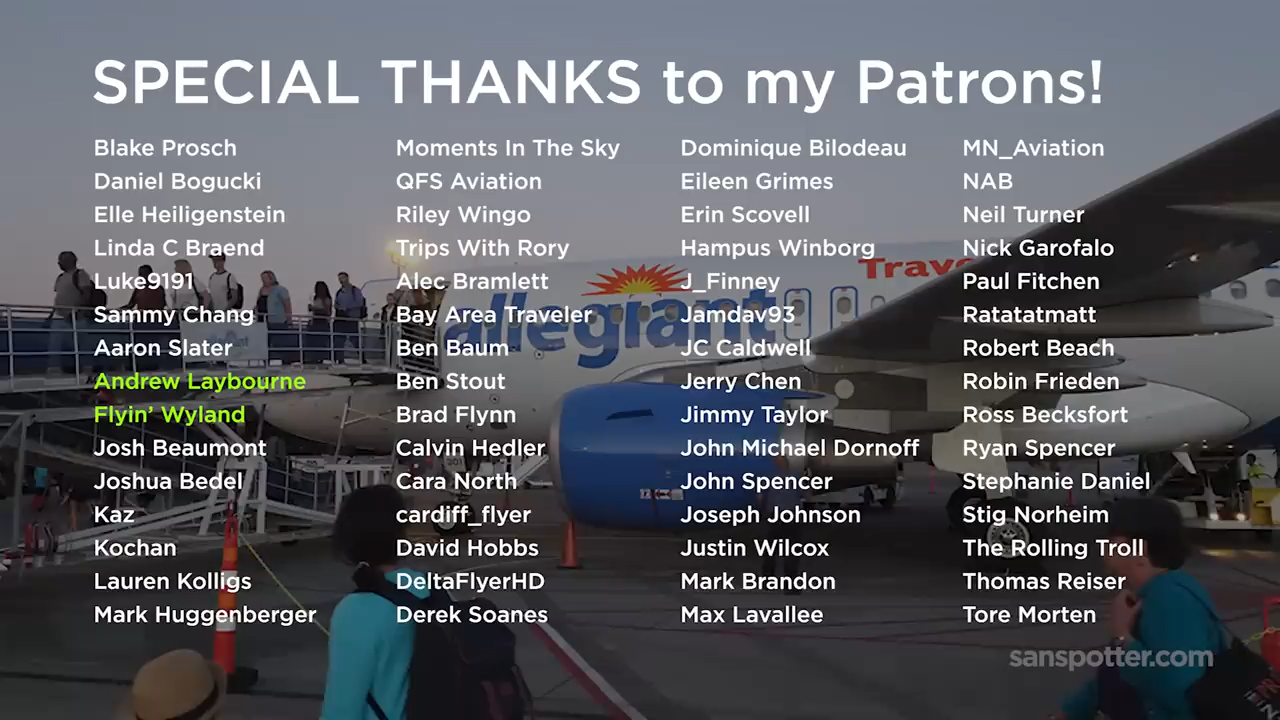 SPECIAL THANKS to my Patrons!
Blake Prosch
Daniel Bogucki
Elle Heiligenstein
Linda C Braend
Luke9191
Sammy Chang
Aaron Slater
Andrew Laybourne
Flyin’ Wyland
Josh Beaumont
Joshua Bedel
Kaz
Kochan
Lauren Kolligs
Mark Huggenberger
Moments In The Sky
QFS Aviation
Riley Wingo
Trips With Rory
Alec Bramlett
Bay Area Traveler
Ben Baum
Ben Stout
Brad Flynn
Calvin Hedler
Cara North
cardiff_flyer
David Hobbs
DeltaFlyerHD
Derek Soanes
Dominique Bilodeau
Eileen Grimes
Erin Scovell
Hampus Winborg
J_Finney
Jamdav93
JC Caldwell
Jerry Chen
Jimmy Taylor
John Michael Dornoff
John Spencer
Joseph Johnson
Justin Wilcox
Mark Brandon
Max Lavallee
MN_Aviation
NAB
Neil Turner
Nick Garofalo
Paul Fitchen
Ratatatmatt
Robert Beach
Robin Frieden
Ross Becksfort
Ryan Spencer
Stephanie Daniel
Stig Norheim
The Rolling Troll
Thomas Reiser
Tore Morten
allegiant
Trave
sanspotter.com